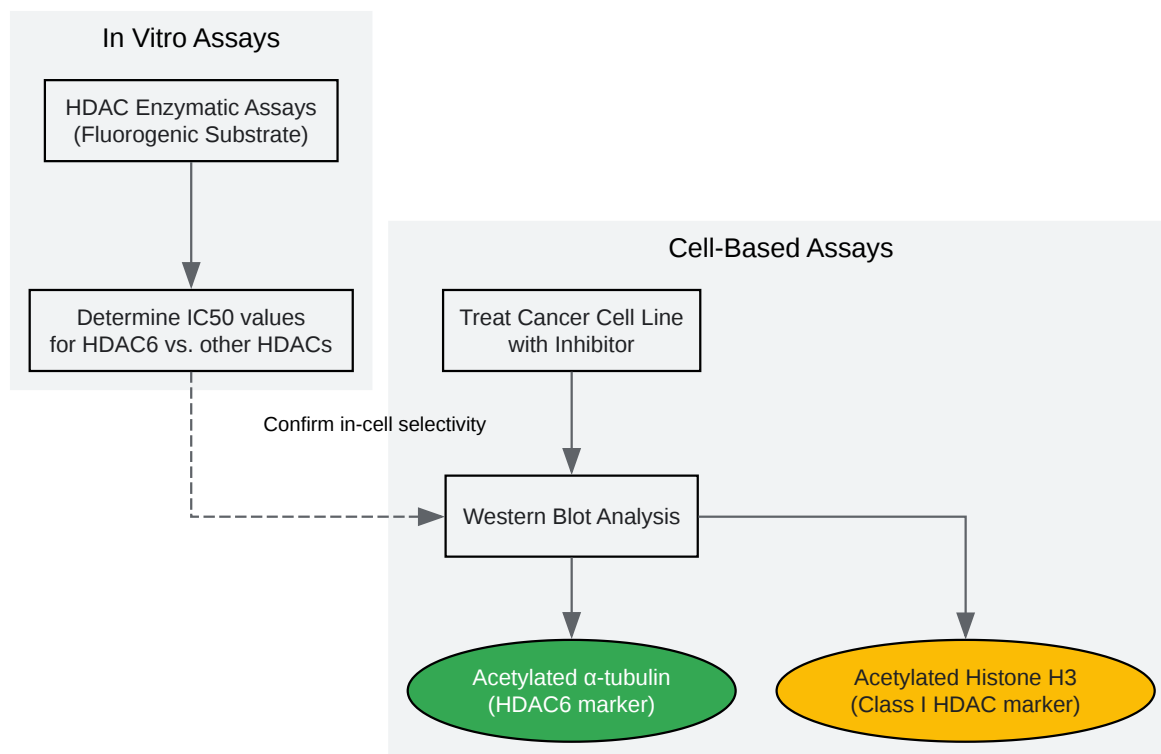 In Vitro Assays
HDAC Enzymatic Assays
(Fluorogenic Substrate)
Determine IC50 values
for HDAC6 vs. other HDACs
Cell-Based Assays
Treat Cancer Cell Line
with Inhibitor
Confirm in-cell selectivity
Western Blot Analysis
Acetylated α-tubulin
(HDAC6 marker)
Acetylated Histone H3
(Class I HDAC marker)